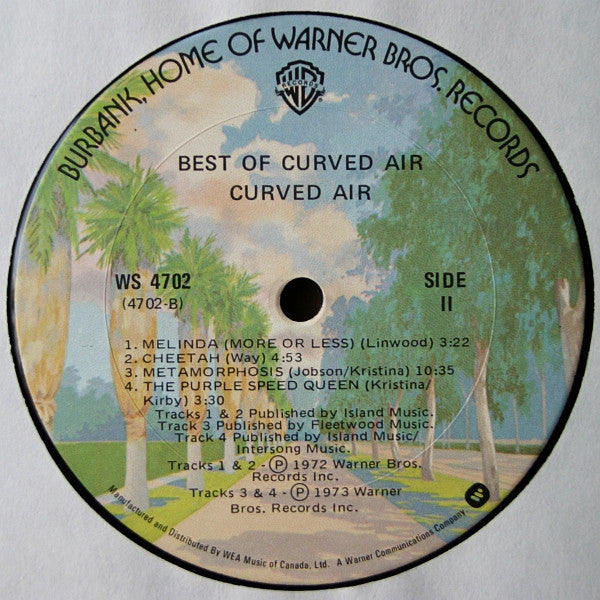 BURBANK, HOME OF WARNER BROS. RECORDS
WB
RECORDS
BEST OF CURVED AIR
CURVED AIR
WS 4702
(4702-B)
SIDE
II
1. MELINDA (MORE OR LESS) (Linwood) 3:22
2. CHEETAH (Way) 4:53
3. METAMORPHOSIS (Jobson/Kristina) 10:35
4. THE PURPLE SPEED QUEEN (Kristina/
Kirby) 3:30
Tracks 1 & 2 Published by Island Music.
Track 3 Published by Fleetwood Music.
Track 4 Published by Island Music/
Intersong Music.
Tracks 1 & 2 - Ⓟ 1972 Warner Bros.
Records Inc.
Tracks 3 & 4 - Ⓟ 1973 Warner
Bros. Records Inc.
Manufactured and Distributed By WEA Music of Canada, Ltd. A Warner Communications Company.